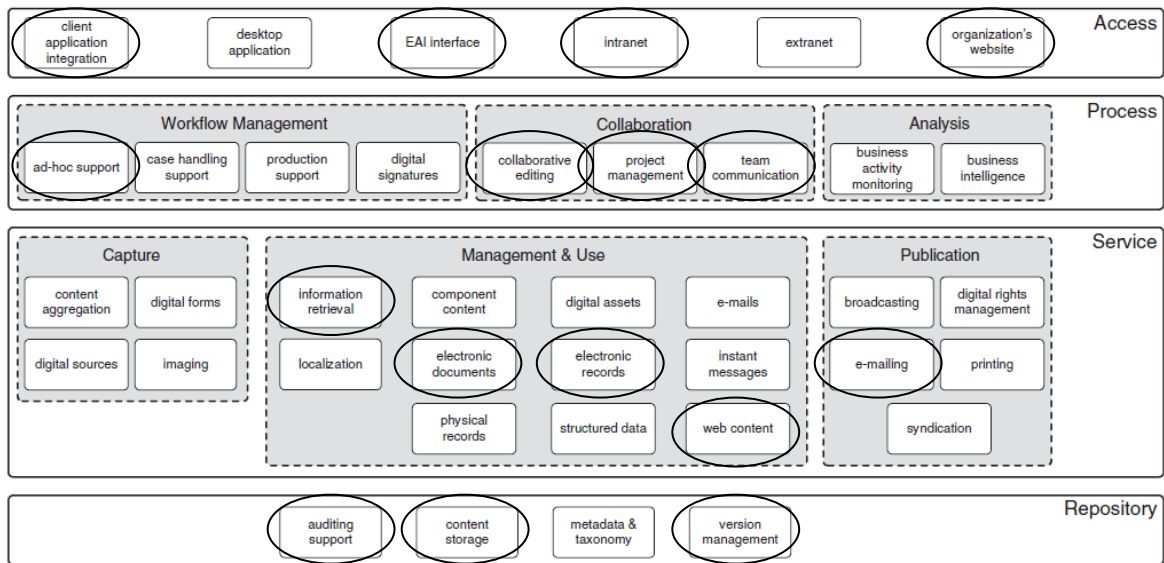 Access
client
application
integration
desktop
application
EAI interface
intranet
extranet
organization's
website
Process
Workflow Management
ad-hoc support
case handling
support
production
support
digital
signatures
Collaboration
collaborative
editing
project
management
team
communication
Analysis
business
activity
monitoring
business
intelligence
Service
Capture
content
aggregation
digital forms
digital sources
imaging
Management & Use
information
retrieval
component
content
digital assets
e-mails
localization
electronic
documents
electronic
records
instant
messages
physical
records
structured data
web content
Publication
broadcasting
digital rights
management
e-mailing
printing
syndication
Repository
auditing
support
content
storage
metadata &
taxonomy
version
management